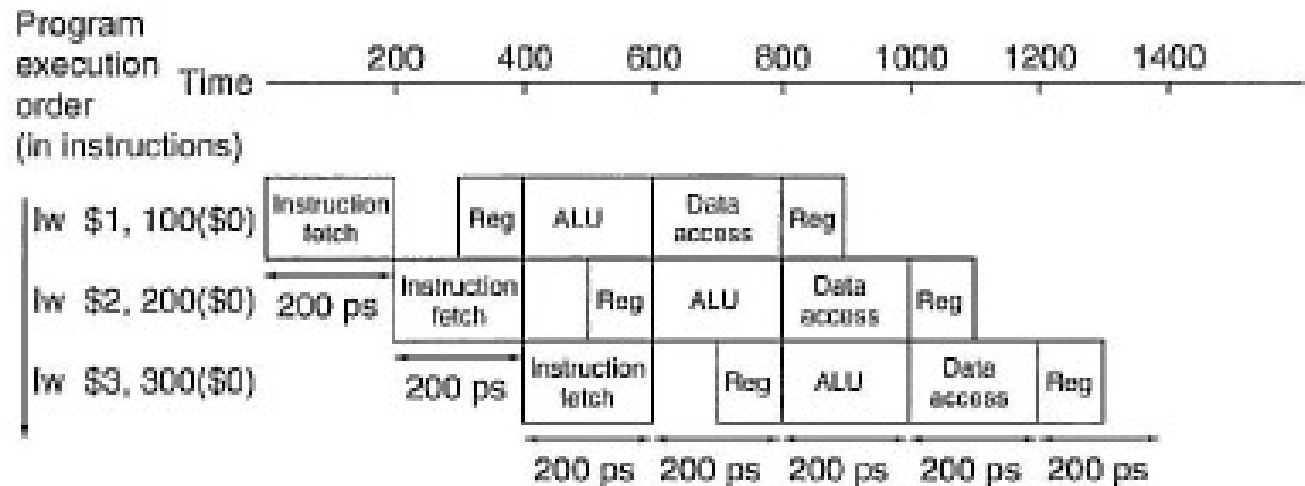 Program
execution
order
(in instructions)
Time
200 400 600 800 1000 1200 1400
lw $1, 100($0)
Instruction
fetch
Reg
ALU
Data
access
Reg
200 ps
lw $2, 200($0)
Instruction
fetch
Reg
ALU
Data
access
Reg
200 ps
lw $3, 300($0)
Instruction
fetch
Reg
ALU
Data
access
Reg
200 ps 200 ps 200 ps 200 ps 200 ps